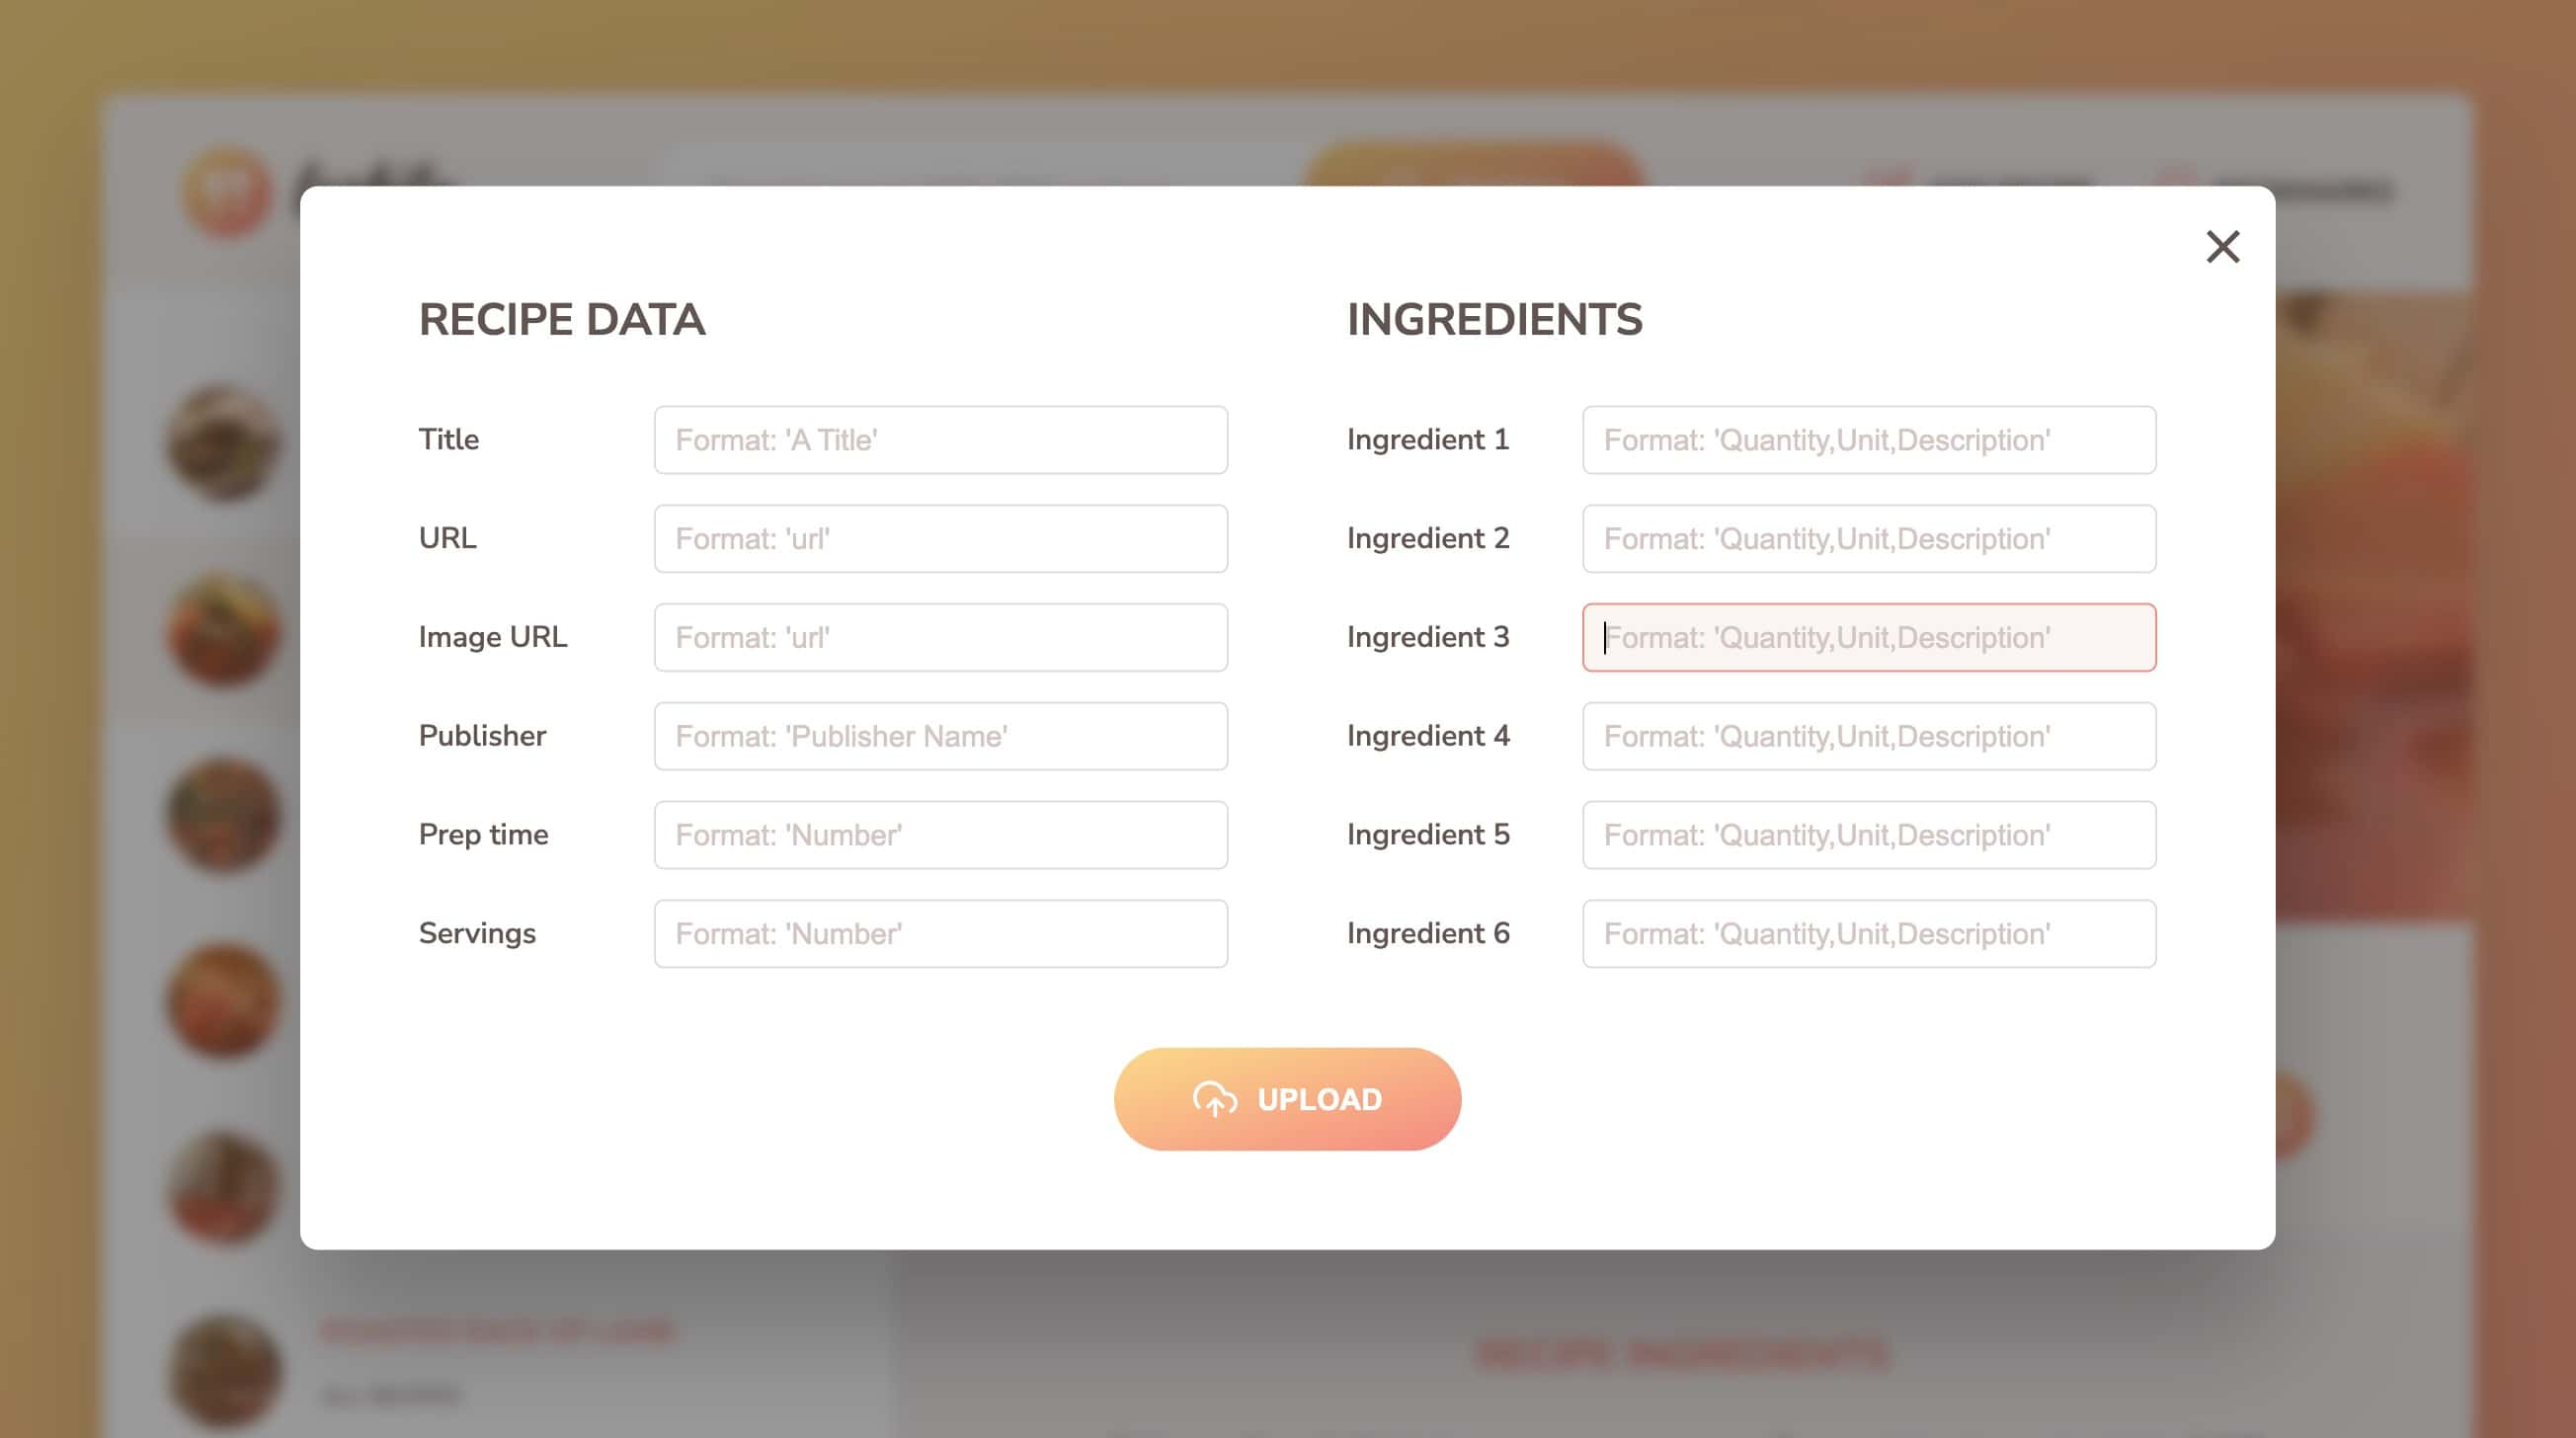 RECIPE DATA
Title
Format: 'A Title'
URL
Format: 'url'
Image URL
Format: 'url'
Publisher
Format: 'Publisher Name'
Prep time
Format: 'Number'
Servings
Format: 'Number'
INGREDIENTS
Ingredient 1
Format: 'Quantity,Unit,Description'
Ingredient 2
Format: 'Quantity,Unit,Description'
Ingredient 3
Format: 'Quantity,Unit,Description'
Ingredient 4
Format: 'Quantity,Unit,Description'
Ingredient 5
Format: 'Quantity,Unit,Description'
Ingredient 6
Format: 'Quantity,Unit,Description'
UPLOAD
RECIPE INGREDIENTS